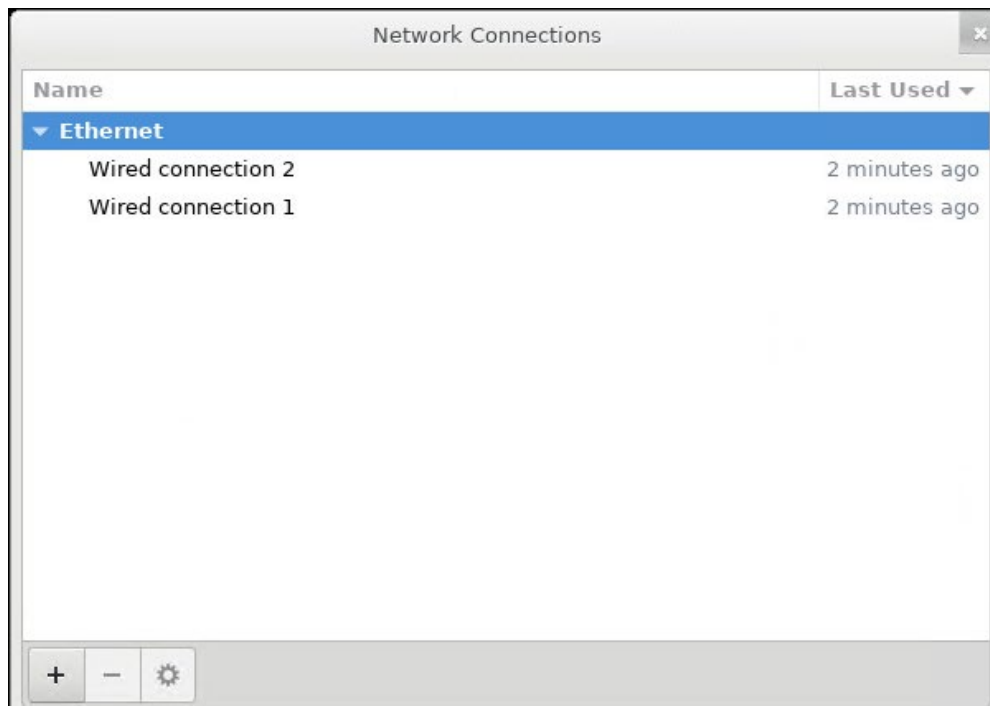 Network Connections
Name Last Used
Ethernet
Wired connection 2 2 minutes ago
Wired connection 1 2 minutes ago